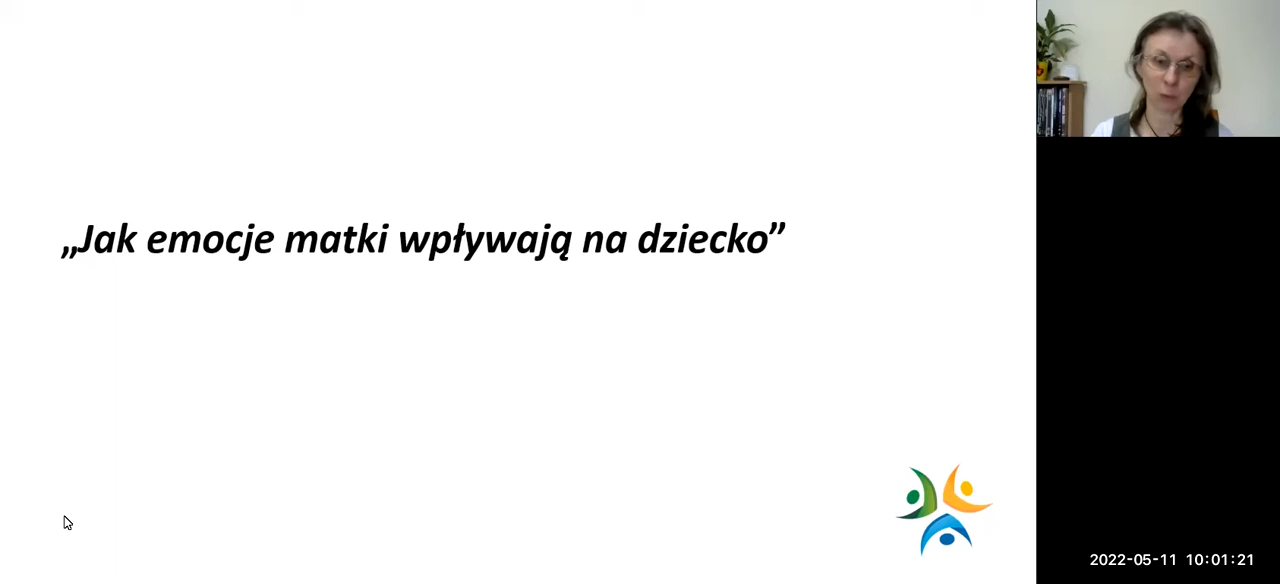 „Jak emocje matki wpływają na dziecko”
2022-05-11 10:01:21